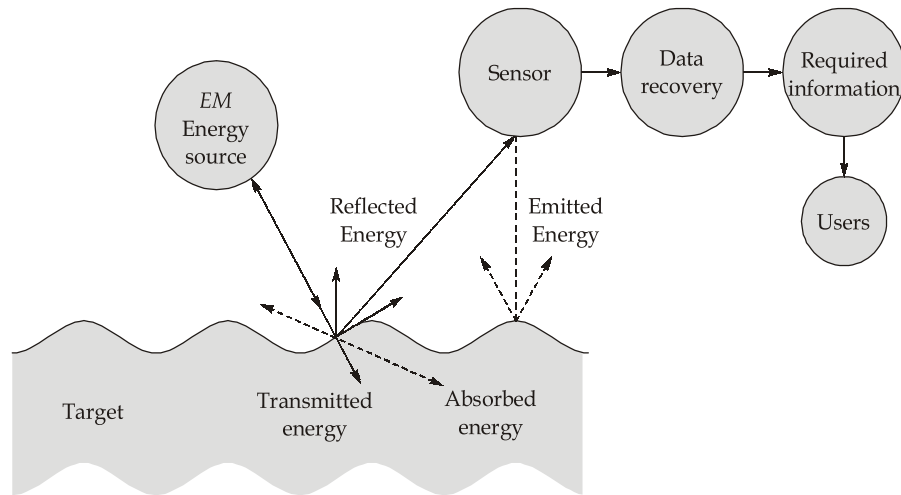 EM
Energy
source
Sensor
Data
recovery
Required
information
Users
Reflected
Energy
Emitted
Energy
Target
Transmitted
energy
Absorbed
energy